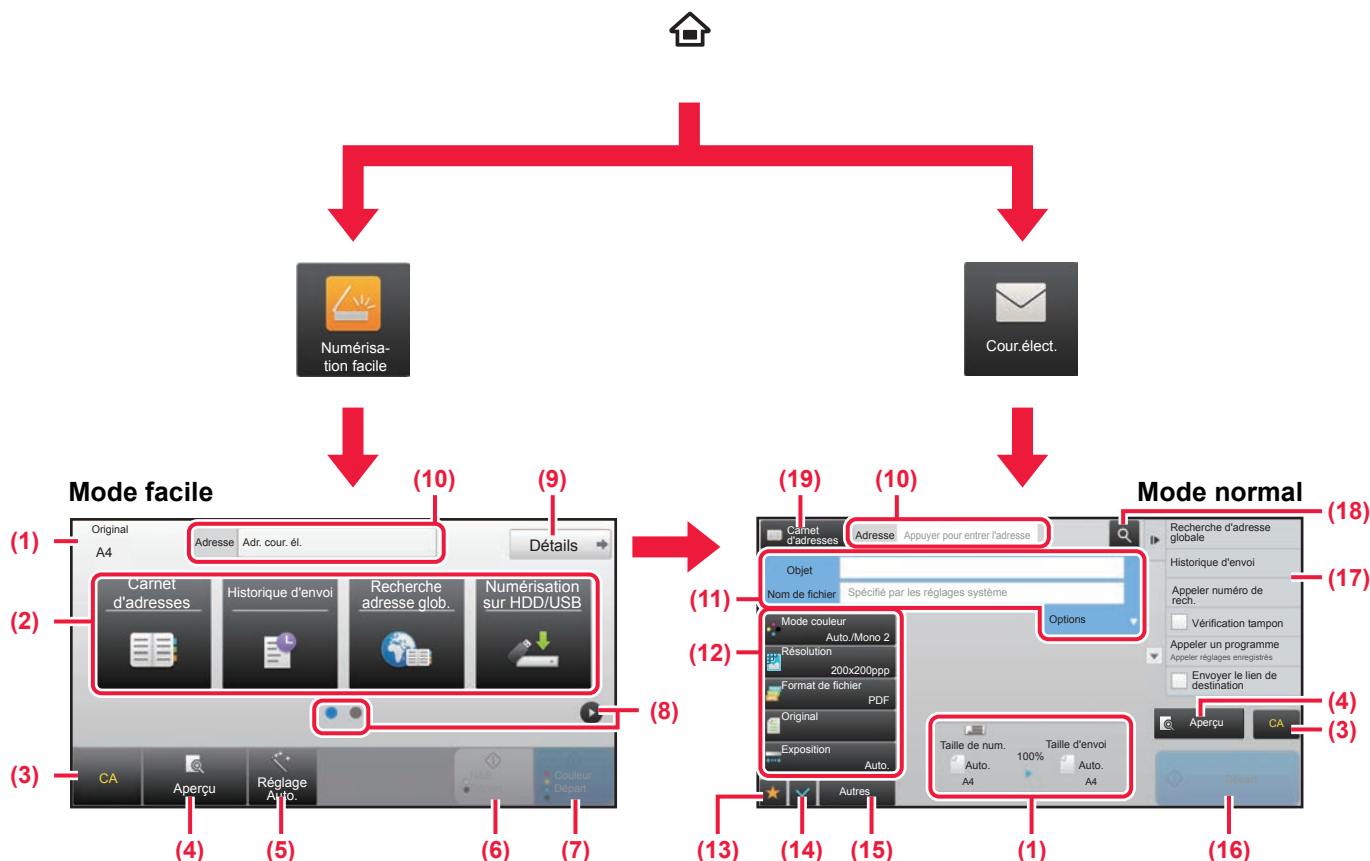 Numérisa-
tion facile
Cour.élect.
Mode facile
(10)
(9)
(1)
Original
A4
Adresse
Adr. cour. él.
Détails
(2)
Carnet
d'adresses
Historique d'envoi
Recherche
adresse glob.
Numérisation
sur HDD/USB
(8)
(3)
CA
Aperçu
Réglage
Auto.
N&B
Départ
Couleur
Départ
(4)
(5)
(6)
(7)
Mode normal
(19)
(10)
(18)
Carnet
d'adresses
Adresse
Appuyer pour entrer l'adresse
(11)
Objet
Nom de fichier
Spécifié par les réglages système
Options
(12)
Mode couleur
Auto./Mono 2
Résolution
200x200ppp
Format de fichier
PDF
Original
Exposition
Auto.
Taille de num.
Auto.
A4
100%
Taille d'envoi
Auto.
A4
Recherche d'adresse
globale
Historique d'envoi
(17)
Appeler numéro de
rech.
Vérification tampon
Appeler un programme
Appeler réglages enregistrés
Envoyer le lien de
destination
(4)
Aperçu
CA
(3)
Autres
Départ
(13)
(14)
(15)
(1)
(16)